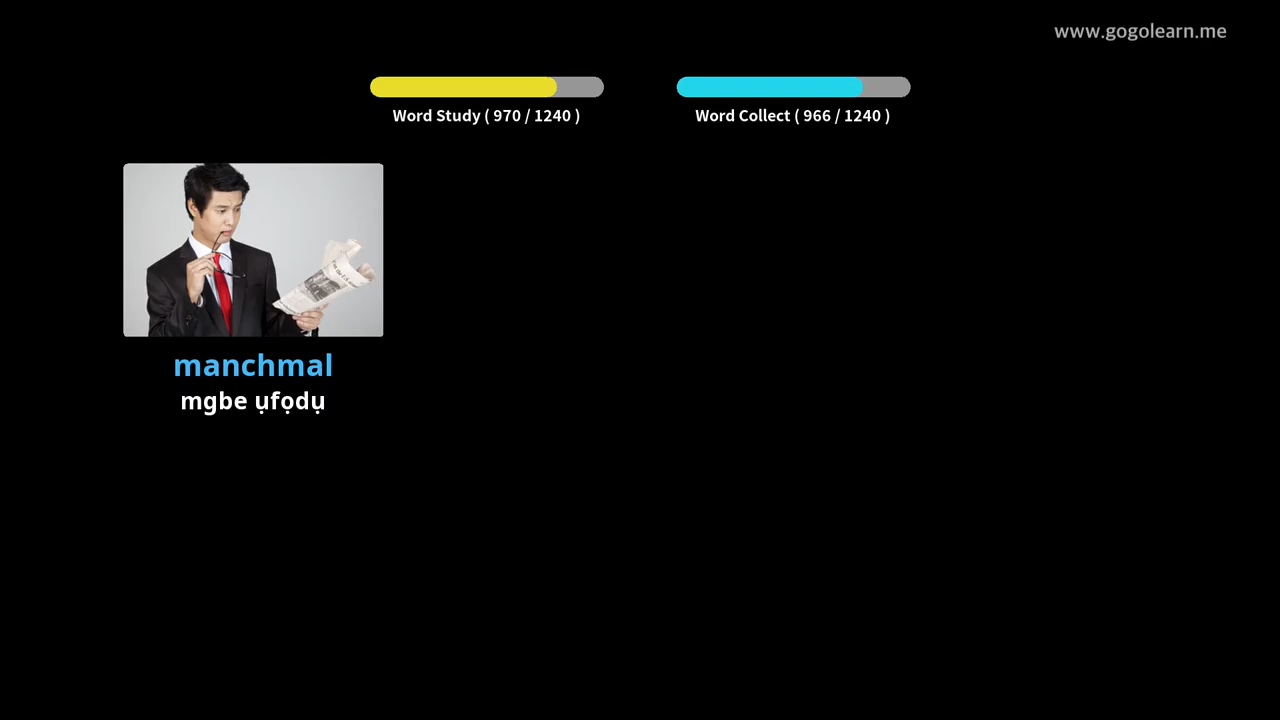 www.gogolearn.me
Word Study ( 970 / 1240 )
Word Collect ( 966 / 1240 )
manchmal
mgbe ụfọdụ